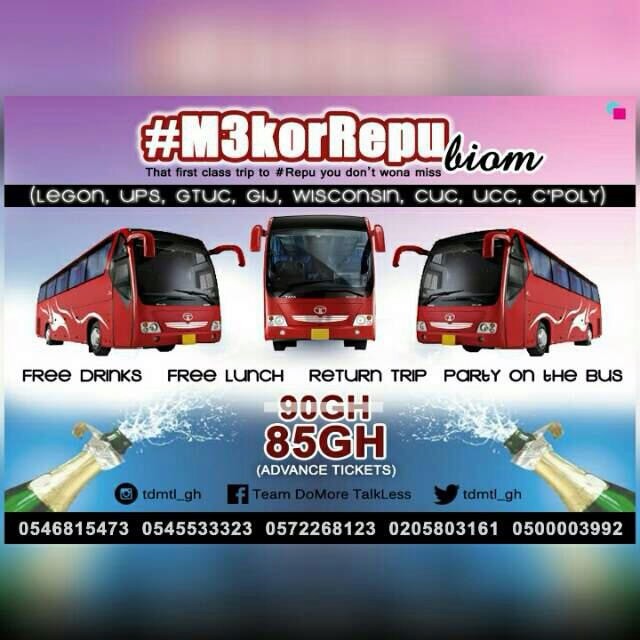 #M3korRepu biom
That first class trip to #Repu you don't wona miss
(LEGON, UPS, GTUC, GIJ, WISCONSIN, CUC, UCC, C'POLY)
FREE DRINKS FREE LUNCH RETURN TRIP PARTY ON tHE BUS
90GH
85GH
(ADVANCE TICKETS)
tdmtl_gh Team DoMore TalkLess tdmtl_gh
0546815473 0545533323 0572268123 0205803161 0500003992